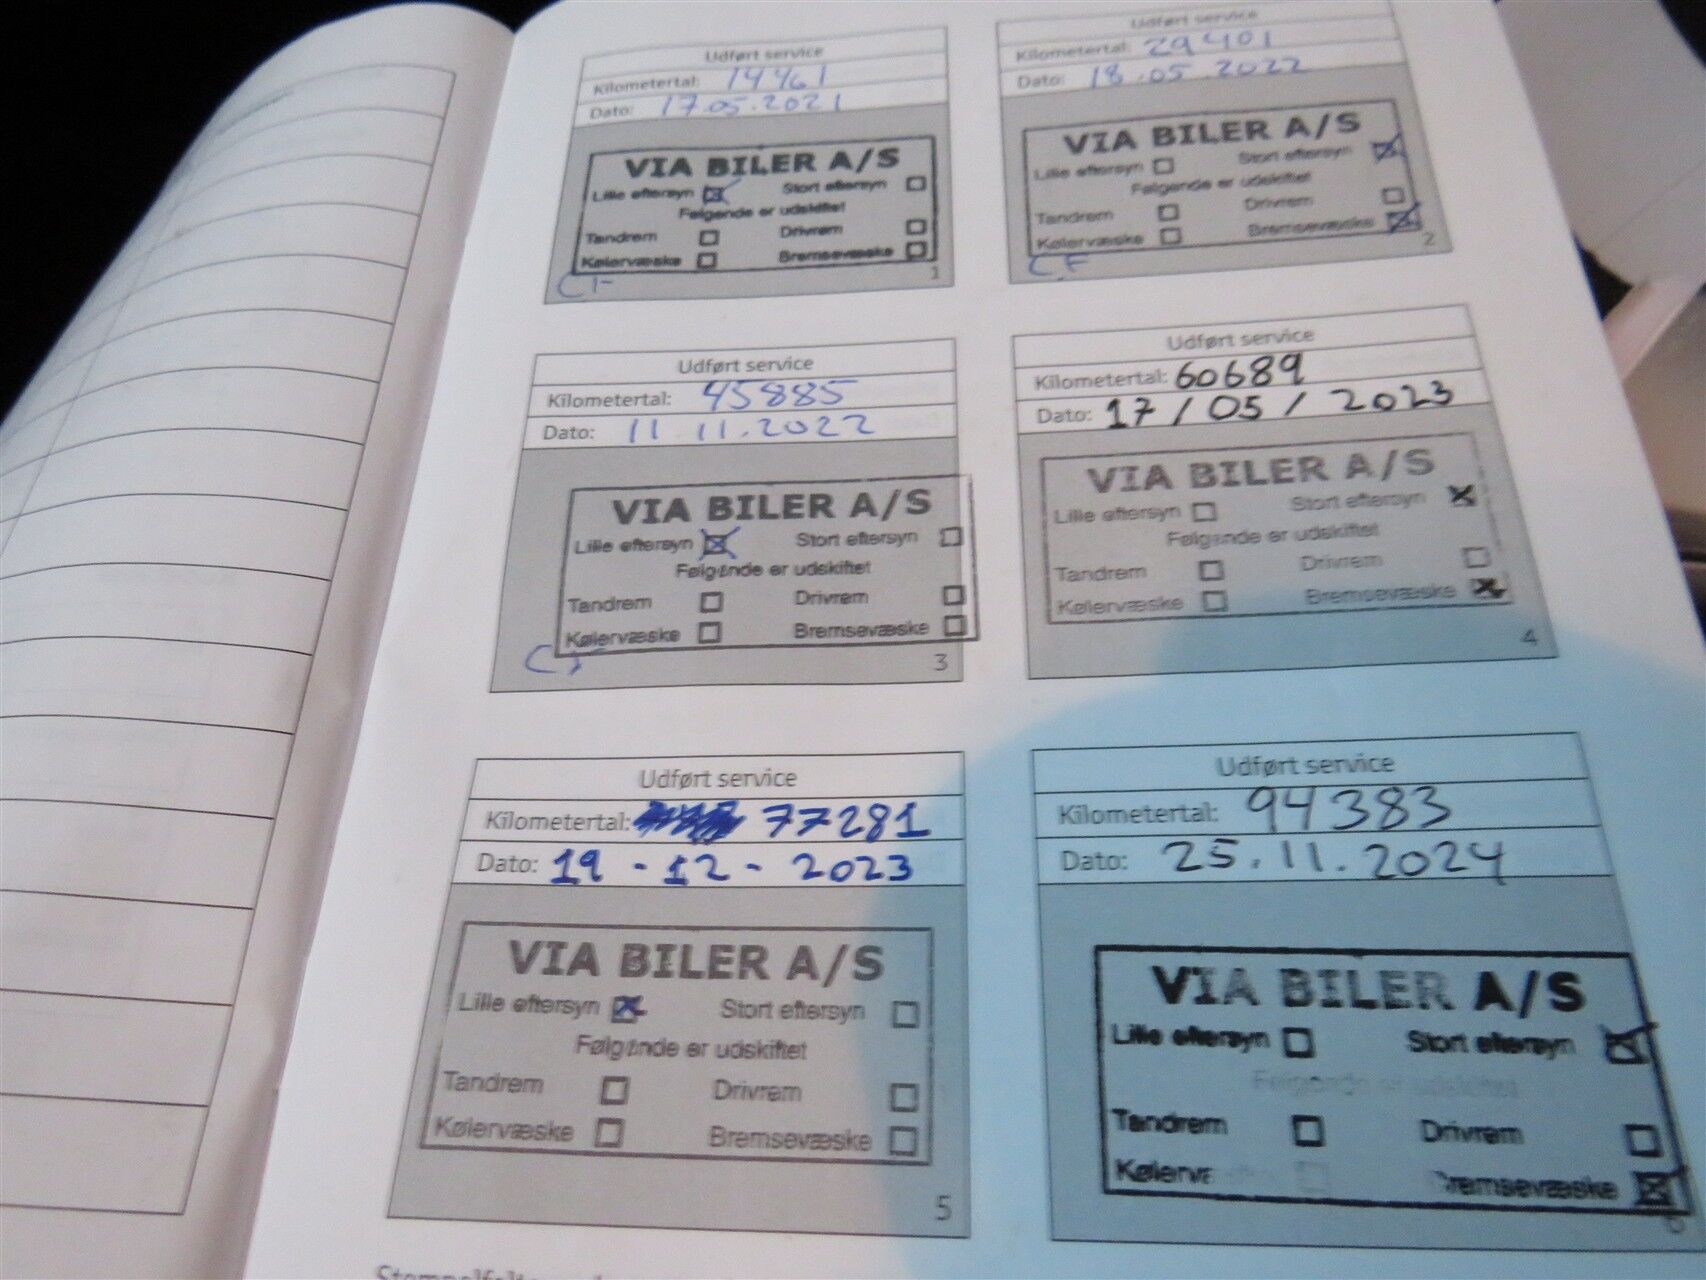 Udført service
Kilometertal: 14461
Dato: 17.05.2021
VIA BILER A/S
Lille eftersyn Stort eftersyn
Følgende er udskiftet
Tandrem Drivrem
Kølervæske Bremsevæske
1
Udført service
Kilometertal: 29401
Dato: 18.05.2022
VIA BILER A/S
Lille eftersyn Stort eftersyn
Følgende er udskiftet
Tandrem Drivrem
Kølervæske Bremsevæske
2
CF
Udført service
Kilometertal: 45885
Dato: 11.11.2022
VIA BILER A/S
Lille eftersyn Stort eftersyn
Følgende er udskiftet
Tandrem Drivrem
Kølervæske Bremsevæske
3
Udført service
Kilometertal: 60689
Dato: 17/05/2023
VIA BILER A/S
Lille eftersyn Stort eftersyn
Følgende er udskiftet
Tandrem Drivrem
Kølervæske Bremsevæske
4
Udført service
Kilometertal: 77281
Dato: 19-12-2023
VIA BILER A/S
Lille eftersyn Stort eftersyn
Følgende er udskiftet
Tandrem Drivrem
Kølervæske Bremsevæske
5
Udført service
Kilometertal: 94383
Dato: 25.11.2024
VIA BILER A/S
Lille eftersyn Stort eftersyn
Følgende er udskiftet
Tandrem Drivrem
Bremsevæske
6